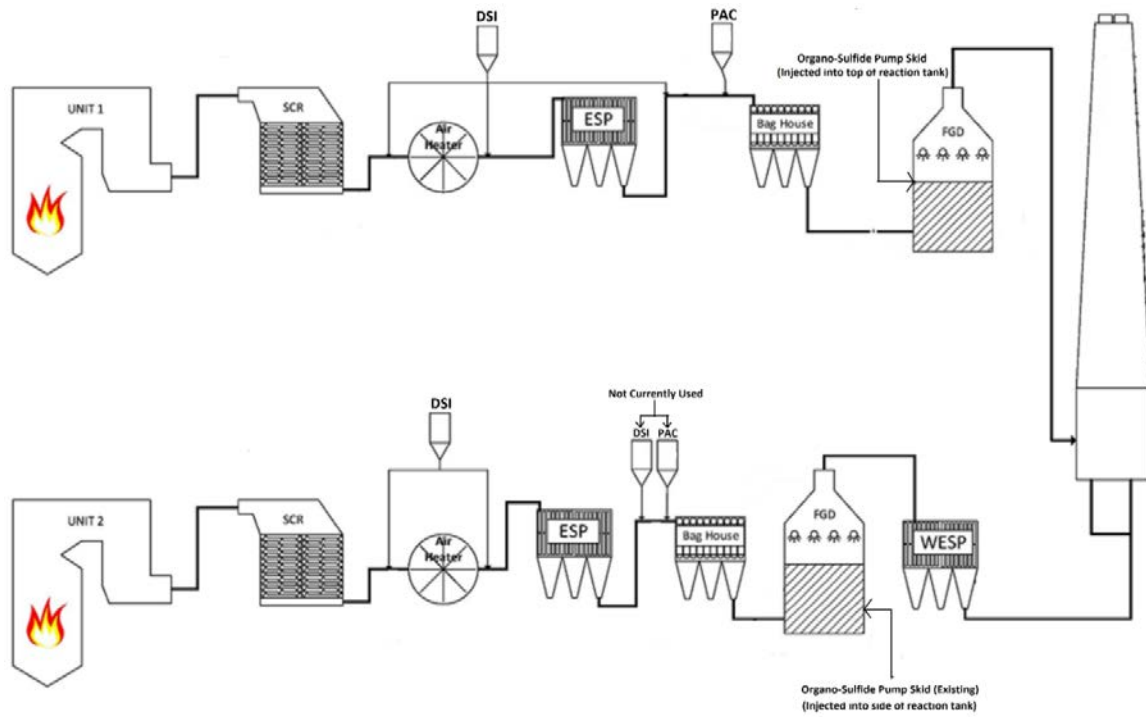 DSI
PAC
Organo-Sulfide Pump Skid
(Injected into top of reaction tank)
UNIT 1
SCR
Air
Heater
ESP
Bag House
FGD
Not Currently Used
DSI
DSI
PAC
UNIT 2
SCR
Air
Heater
ESP
Bag House
FGD
WESP
Organo-Sulfide Pump Skid (Existing)
(Injected into side of reaction tank)